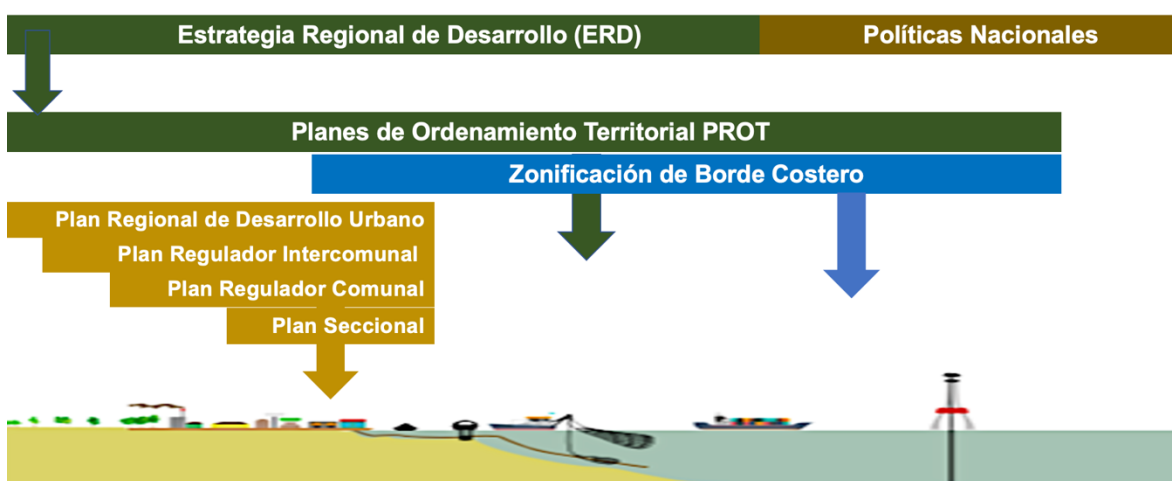 Estrategia Regional de Desarrollo (ERD)
Políticas Nacionales
Planes de Ordenamiento Territorial PROT
Zonificación de Borde Costero
Plan Regional de Desarrollo Urbano
Plan Regulador Intercomunal
Plan Regulador Comunal
Plan Seccional